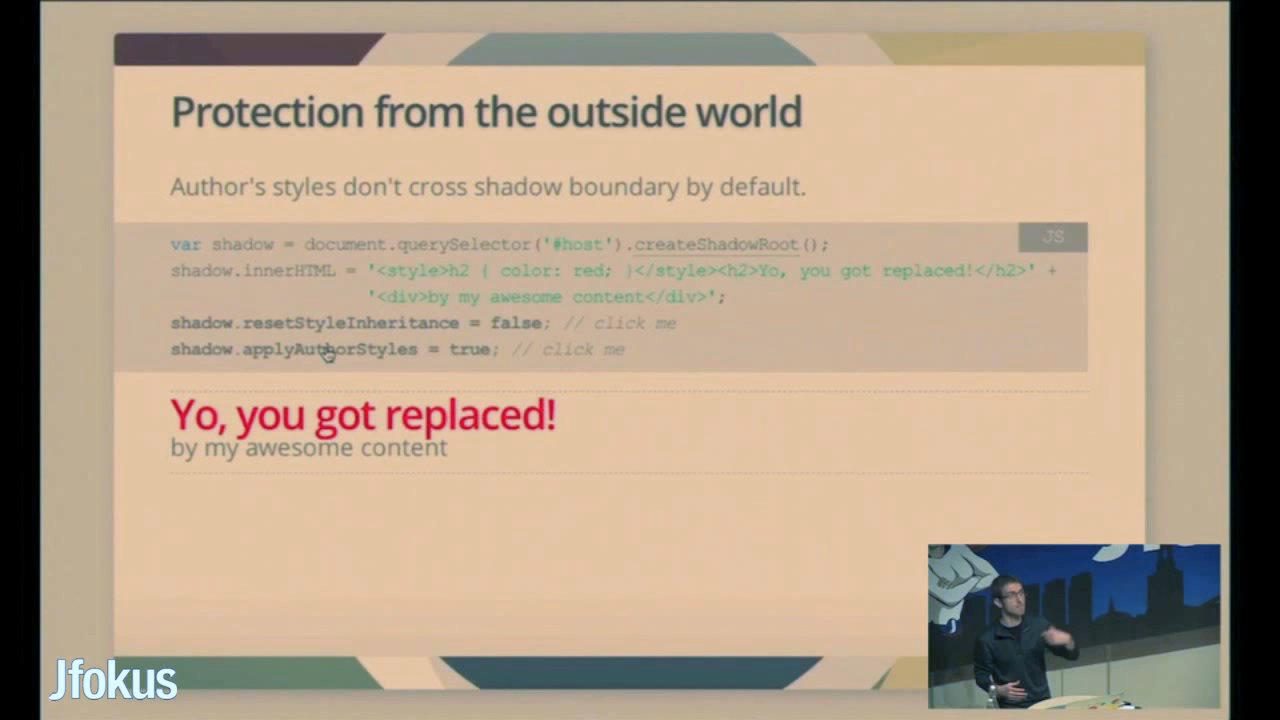 Protection from the outside world
Author's styles don't cross shadow boundary by default.
JS
var shadow = document.querySelector('#host').createShadowRoot();
shadow.innerHTML = '<style>h2 { color: red; }</style><h2>Yo, you got replaced!</h2>' +
'<div>by my awesome content</div>';
shadow.resetStyleInheritance = false; // click me
shadow.applyAuthorStyles = true; // click me
Yo, you got replaced!
by my awesome content
Jfokus